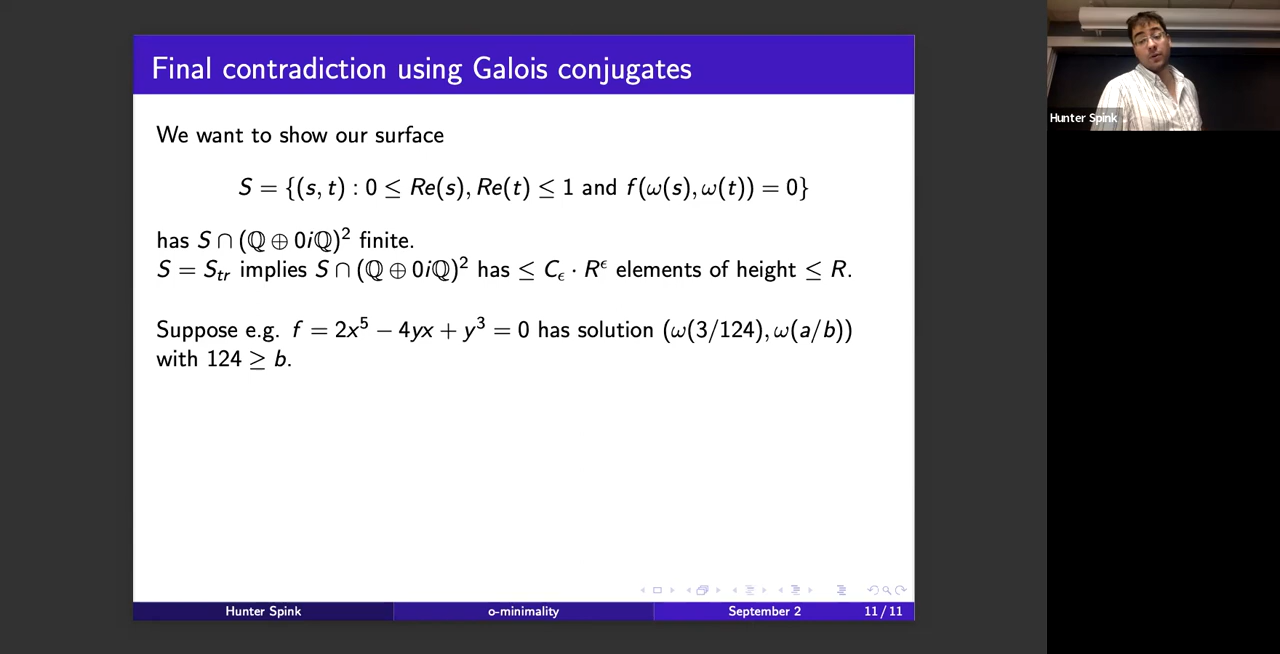 Final contradiction using Galois conjugates
We want to show our surface
S = {(s, t) : 0 ≤ Re(s), Re(t) ≤ 1 and f(ω(s), ω(t)) = 0}
has S ∩ (ℚ ⊕ 0iℚ)² finite.
S = S_tr implies S ∩ (ℚ ⊕ 0iℚ)² has ≤ C_ϵ · R^ϵ elements of height ≤ R.
Suppose e.g. f = 2x⁵ − 4yx + y³ = 0 has solution (ω(3/124), ω(a/b))
with 124 ≥ b.
Hunter Spink
o-minimality
September 2
11 / 11
Hunter Spink